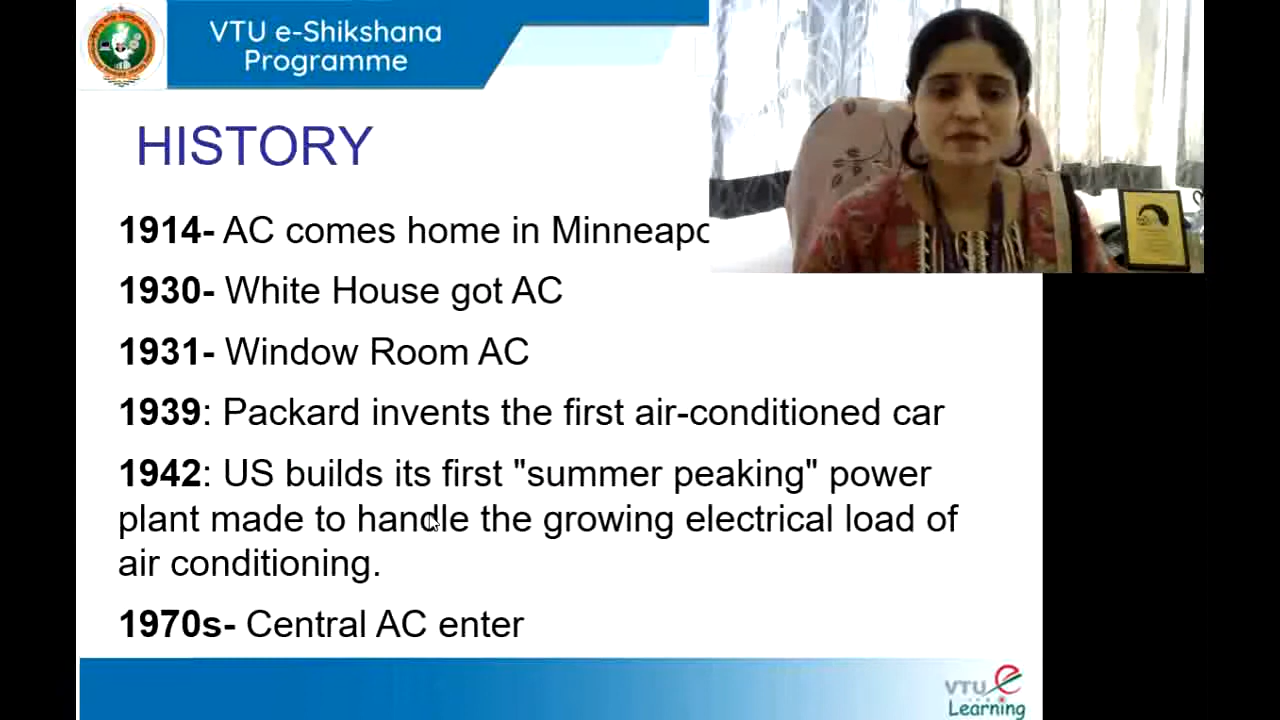 VTU e-Shikshana
Programme
HISTORY
1914- AC comes home in Minneapo
1930- White House got AC
1931- Window Room AC
1939: Packard invents the first air-conditioned car
1942: US builds its first "summer peaking" power
plant made to handle the growing electrical load of
air conditioning.
1970s- Central AC enter
VTU e
Learning